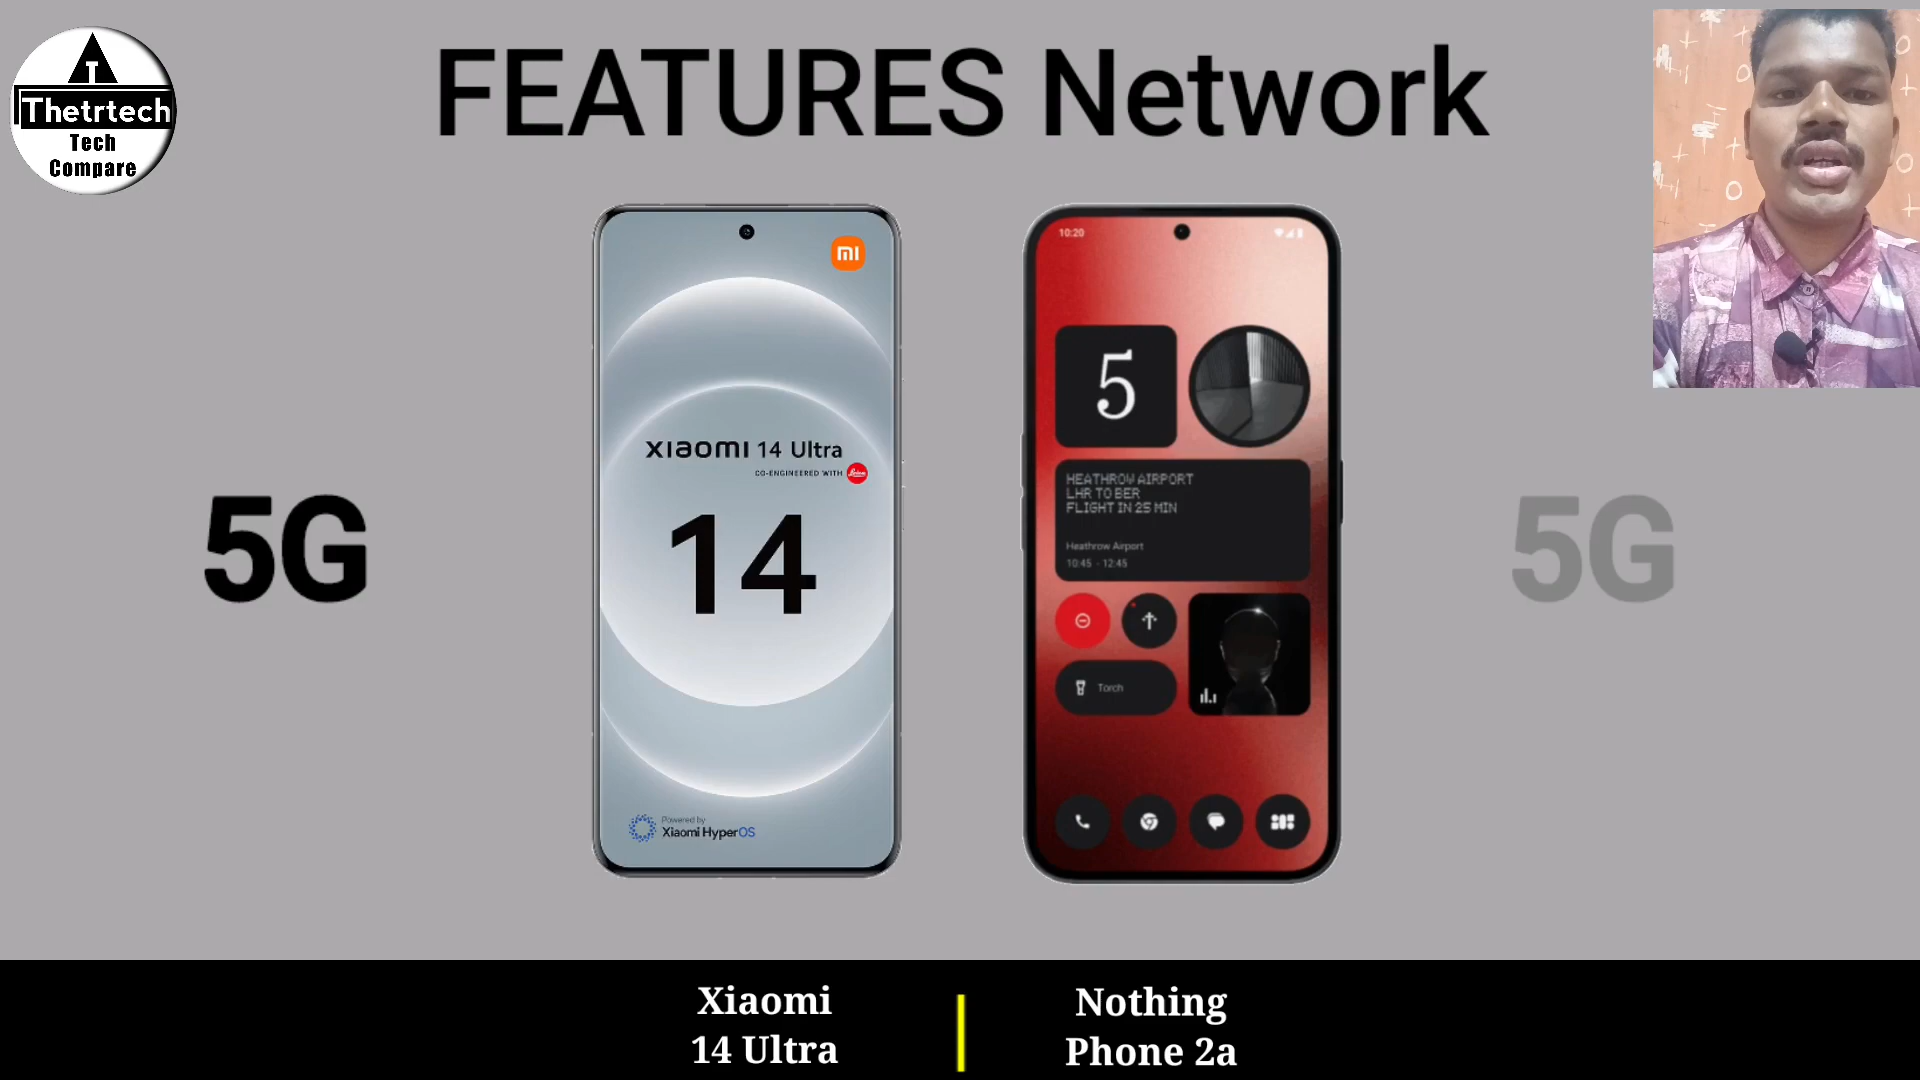 T
Thetrtech
Tech
Compare
FEATURES Network
mi
xiaomi 14 Ultra
CO-ENGINEERED WITH Leica
14
Powered by
Xiaomi HyperOS
10:20
5
HEATHROW AIRPORT
LHR TO BER
FLIGHT IN 25 MIN
Heathrow Airport
10:45 - 12:45
Torch
5G
5G
Xiaomi
14 Ultra
Nothing
Phone 2a